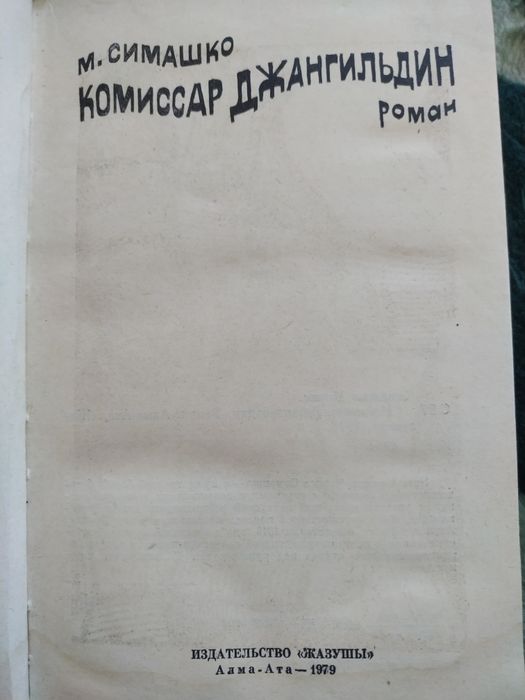 М. СИМАШКО
КОМИССАР ДЖАНГИЛЬДИН
роман
ИЗДАТЕЛЬСТВО «ЖАЗУШЫ»
Алма-Ата—1979